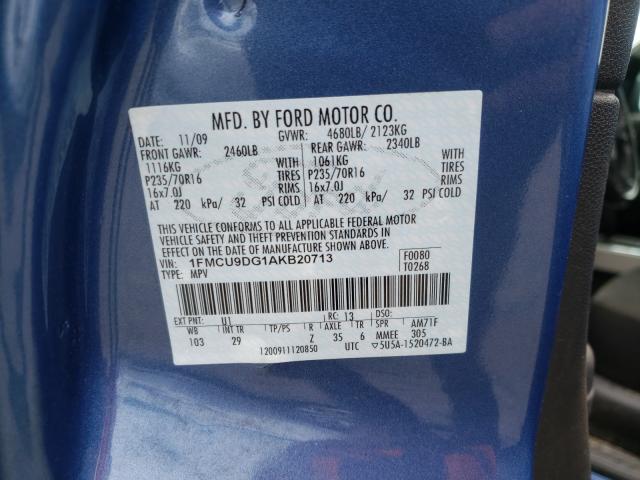 MFD. BY FORD MOTOR CO.
DATE: 11/09 GVWR: 4680LB/ 2123KG
FRONT GAWR: 2460LB REAR GAWR: 2340LB
1116KG WITH 1061KG WITH
P235/70R16 TIRES P235/70R16 TIRES
16x7.0J RIMS 16x7.0J RIMS
AT 220 kPa/ 32 PSI COLD AT 220 kPa/ 32 PSI COLD
THIS VEHICLE CONFORMS TO ALL APPLICABLE FEDERAL MOTOR
VEHICLE SAFETY AND THEFT PREVENTION STANDARDS IN
EFFECT ON THE DATE OF MANUFACTURE SHOWN ABOVE.
VIN: 1FMCU9DG1AKB20713 F0080
TYPE: MPV T0268
EXT PNT: U1 RC: 13 DSO: AM71F
WB INT TR TP/PS R AXLE TR SPR MMEE 305
103 29 Z 35 6
1200911120850 UTC ▽5U5A-1520472-BA